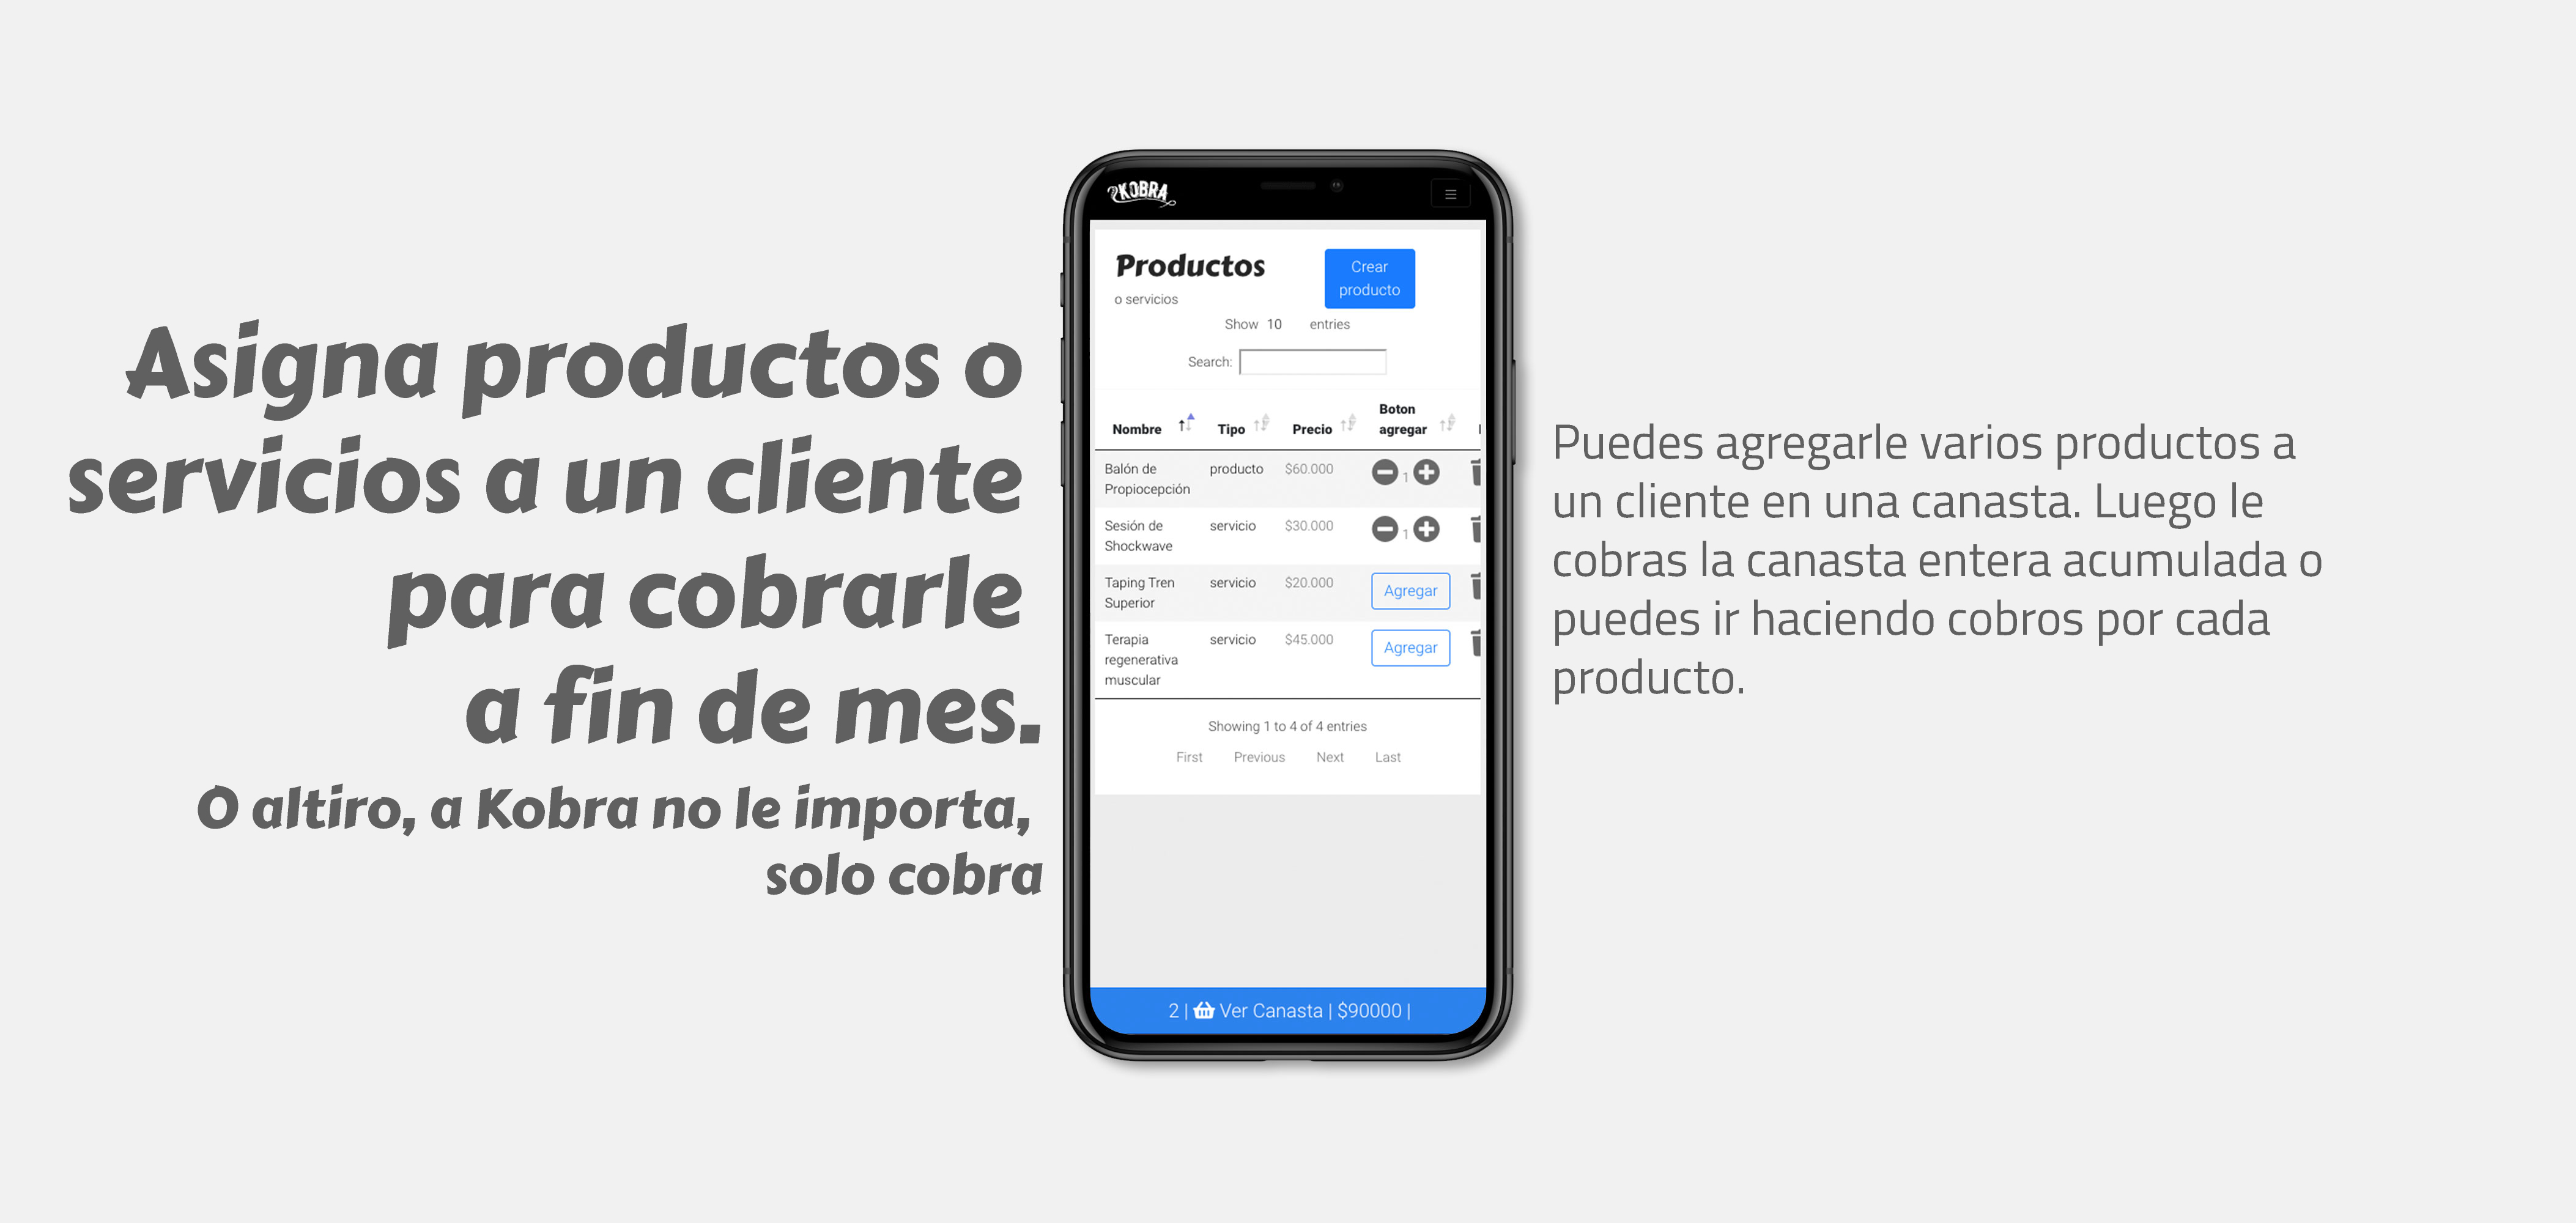 Asigna productos o
servicios a un cliente
para cobrarle
a fin de mes.
O altiro, a Kobra no le importa,
solo cobra
KOBRA
Productos
o servicios
Crear
producto
Show 10 entries
Search:
Nombre Tipo Precio Boton agregar
Balón de Propiocepción producto $60.000 1
Sesión de Shockwave servicio $30.000 1
Taping Tren Superior servicio $20.000 Agregar
Terapia regenerativa muscular servicio $45.000 Agregar
Showing 1 to 4 of 4 entries
First Previous Next Last
2 | Ver Canasta | $90000 |
Puedes agregarle varios productos a
un cliente en una canasta. Luego le
cobras la canasta entera acumulada o
puedes ir haciendo cobros por cada
producto.